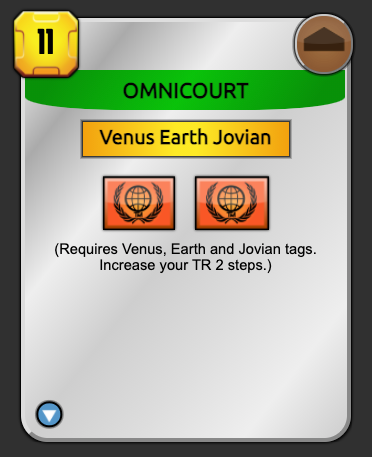 11
OMNICOURT
Venus Earth Jovian
(Requires Venus, Earth and Jovian tags.
Increase your TR 2 steps.)